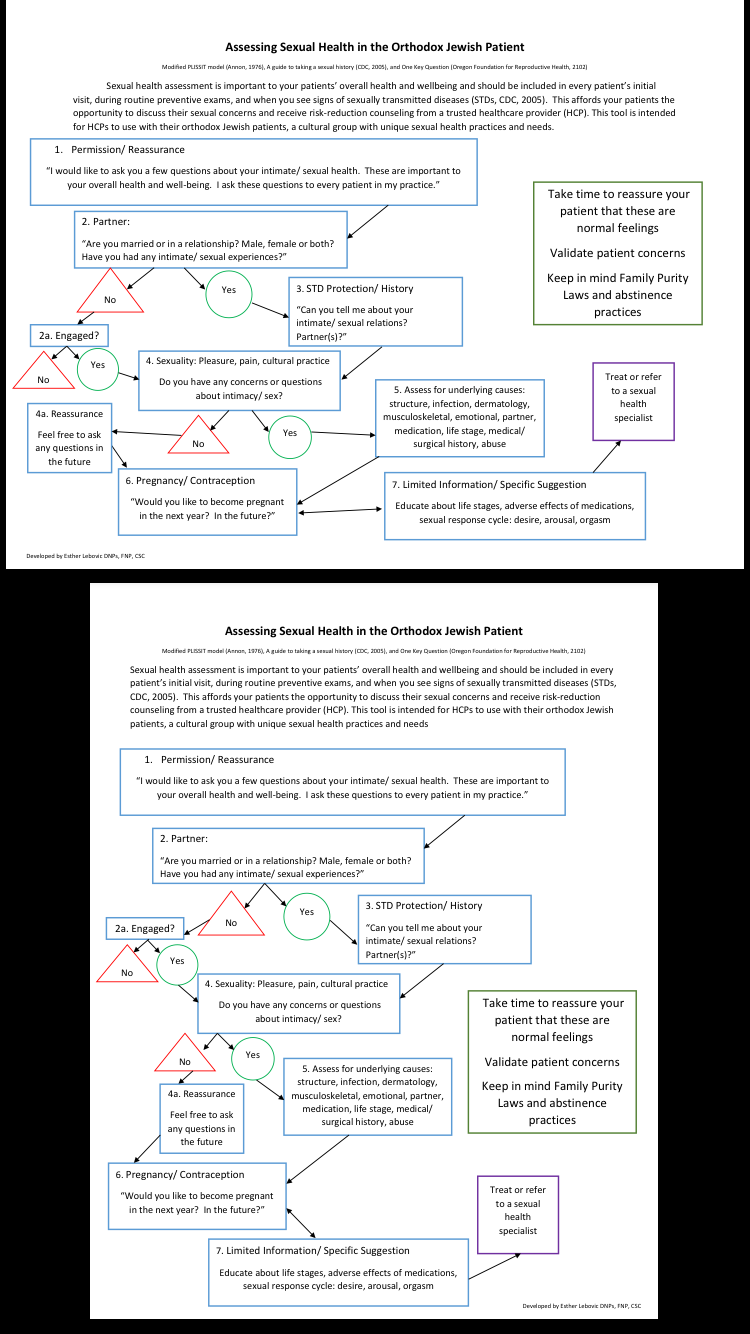 Assessing Sexual Health in the Orthodox Jewish Patient
Modified PLISSIT model (Annon, 1976), A guide to taking a sexual history (CDC, 2005), and One Key Question (Oregon Foundation for Reproductive Health, 2102)
Sexual health assessment is important to your patients' overall health and wellbeing and should be included in every patient's initial
visit, during routine preventive exams, and when you see signs of sexually transmitted diseases (STDs, CDC, 2005). This affords your patients the
opportunity to discuss their sexual concerns and receive risk-reduction counseling from a trusted healthcare provider (HCP). This tool is intended
for HCPs to use with their orthodox Jewish patients, a cultural group with unique sexual health practices and needs.
1. Permission/ Reassurance
"I would like to ask you a few questions about your intimate/ sexual health. These are important to
your overall health and well-being. I ask these questions to every patient in my practice."
2. Partner:
"Are you married or in a relationship? Male, female or both?
Have you had any intimate/ sexual experiences?"
Take time to reassure your
patient that these are
normal feelings
Validate patient concerns
Keep in mind Family Purity
Laws and abstinence
practices
No
Yes
3. STD Protection/ History
"Can you tell me about your
intimate/ sexual relations?
Partner(s)?"
2a. Engaged?
No
Yes
4. Sexuality: Pleasure, pain, cultural practice
Do you have any concerns or questions
about intimacy/ sex?
Treat or refer
to a sexual
health
specialist
5. Assess for underlying causes:
structure, infection, dermatology,
musculoskeletal, emotional, partner,
medication, life stage, medical/
surgical history, abuse
4a. Reassurance
Feel free to ask
any questions in
the future
No
Yes
6. Pregnancy/ Contraception
"Would you like to become pregnant
in the next year? In the future?"
7. Limited Information/ Specific Suggestion
Educate about life stages, adverse effects of medications,
sexual response cycle: desire, arousal, orgasm
Developed by Esther Lebovic DNPs, FNP, CSC
Assessing Sexual Health in the Orthodox Jewish Patient
Modified PLISSIT model (Annon, 1976), A guide to taking a sexual history (CDC, 2005), and One Key Question (Oregon Foundation for Reproductive Health, 2102)
Sexual health assessment is important to your patients' overall health and wellbeing and should be included in every
patient's initial visit, during routine preventive exams, and when you see signs of sexually transmitted diseases (STDs,
CDC, 2005). This affords your patients the opportunity to discuss their sexual concerns and receive risk-reduction
counseling from a trusted healthcare provider (HCP). This tool is intended for HCPs to use with their orthodox Jewish
patients, a cultural group with unique sexual health practices and needs
1. Permission/ Reassurance
"I would like to ask you a few questions about your intimate/ sexual health. These are important to
your overall health and well-being. I ask these questions to every patient in my practice."
2. Partner:
"Are you married or in a relationship? Male, female or both?
Have you had any intimate/ sexual experiences?"
No
Yes
3. STD Protection/ History
"Can you tell me about your
intimate/ sexual relations?
Partner(s)?"
2a. Engaged?
No
Yes
4. Sexuality: Pleasure, pain, cultural practice
Do you have any concerns or questions
about intimacy/ sex?
Take time to reassure your
patient that these are
normal feelings
Validate patient concerns
Keep in mind Family Purity
Laws and abstinence
practices
No
Yes
5. Assess for underlying causes:
structure, infection, dermatology,
musculoskeletal, emotional, partner,
medication, life stage, medical/
surgical history, abuse
4a. Reassurance
Feel free to ask
any questions in
the future
6. Pregnancy/ Contraception
"Would you like to become pregnant
in the next year? In the future?"
Treat or refer
to a sexual
health
specialist
7. Limited Information/ Specific Suggestion
Educate about life stages, adverse effects of medications,
sexual response cycle: desire, arousal, orgasm
Developed by Esther Lebovic DNPs, FNP, CSC